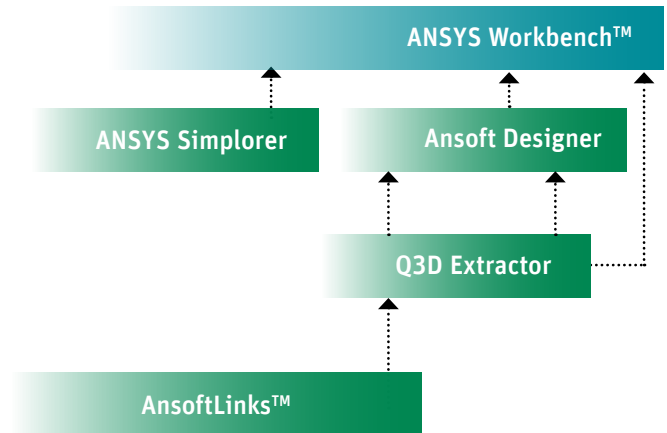 ANSYS Workbench™
ANSYS Simplorer
Ansoft Designer
Q3D Extractor
AnsoftLinks™